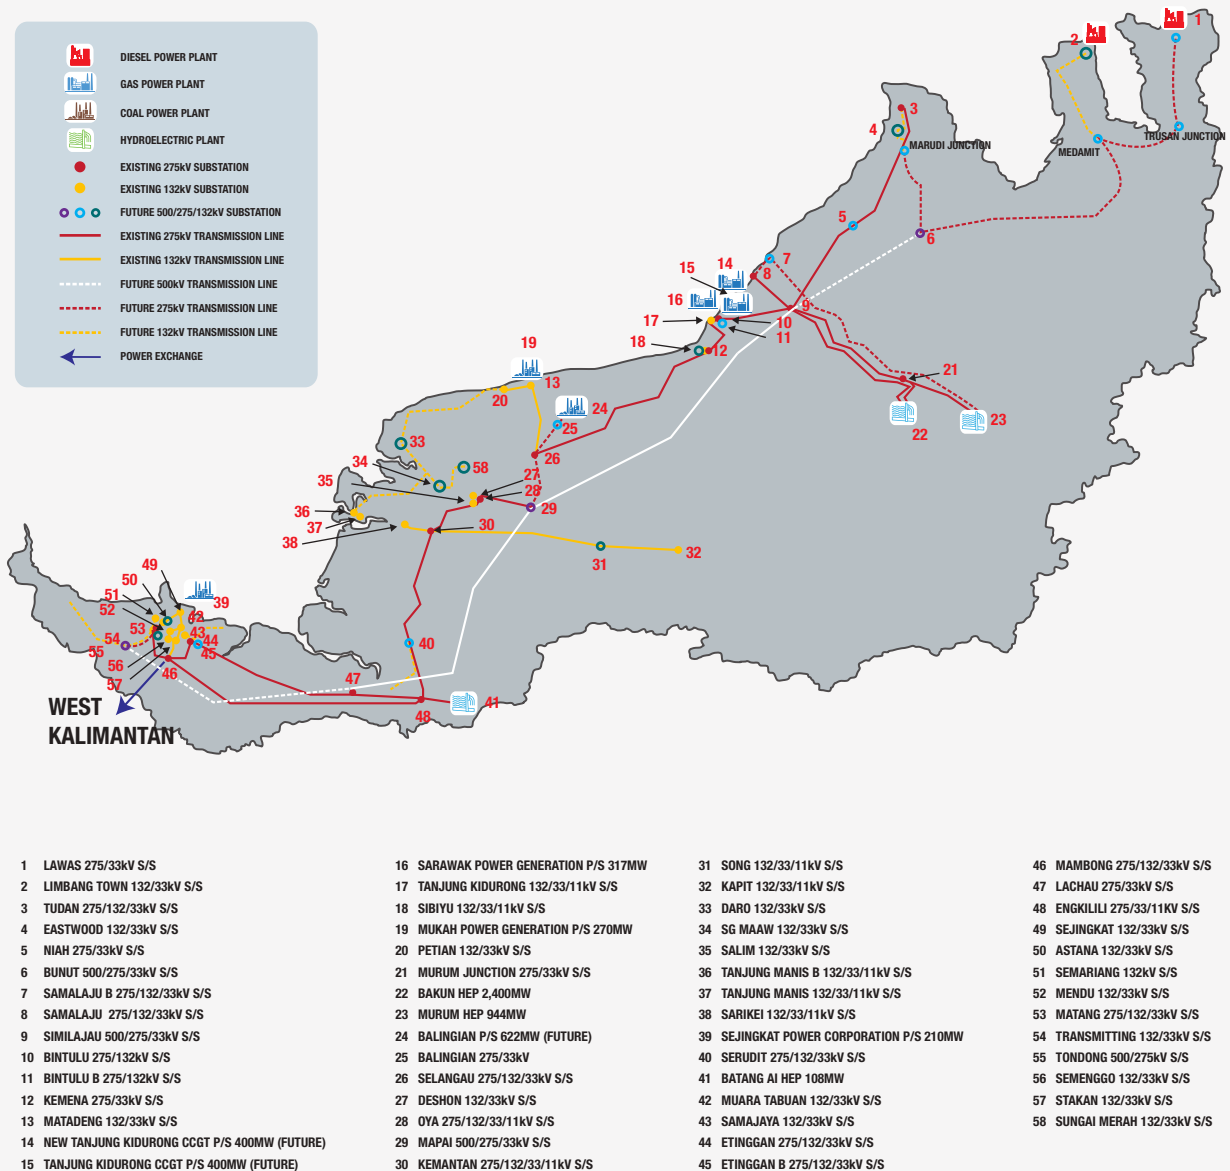 DIESEL POWER PLANT
GAS POWER PLANT
COAL POWER PLANT
HYDROELECTRIC PLANT
EXISTING 275kV SUBSTATION
EXISTING 132kV SUBSTATION
FUTURE 500/275/132kV SUBSTATION
EXISTING 275kV TRANSMISSION LINE
EXISTING 132kV TRANSMISSION LINE
FUTURE 500kV TRANSMISSION LINE
FUTURE 275kV TRANSMISSION LINE
FUTURE 132kV TRANSMISSION LINE
POWER EXCHANGE
1
2
3
4
MARUDI JUNCTION
MEDAMIT
TRUSAN JUNCTION
5
6
7
8
14
15
16
9
17
10
11
18
12
19
13
20
21
22
23
24
25
26
33
34
58
27
35
28
29
36
37
38
30
31
32
49
50
51
52
39
42
53
43
54
44
55
45
56
46
57
40
47
48
41
WEST
KALIMANTAN
1 LAWAS 275/33kV S/S
2 LIMBANG TOWN 132/33kV S/S
3 TUDAN 275/132/33kV S/S
4 EASTWOOD 132/33kV S/S
5 NIAH 275/33kV S/S
6 BUNUT 500/275/33kV S/S
7 SAMALAJU B 275/132/33kV S/S
8 SAMALAJU 275/132/33kV S/S
9 SIMILAJAU 500/275/33kV S/S
10 BINTULU 275/132kV S/S
11 BINTULU B 275/132kV S/S
12 KEMENA 275/33kV S/S
13 MATADENG 132/33kV S/S
14 NEW TANJUNG KIDURONG CCGT P/S 400MW (FUTURE)
15 TANJUNG KIDURONG CCGT P/S 400MW (FUTURE)
16 SARAWAK POWER GENERATION P/S 317MW
17 TANJUNG KIDURONG 132/33/11kV S/S
18 SIBIYU 132/33/11kV S/S
19 MUKAH POWER GENERATION P/S 270MW
20 PETIAN 132/33kV S/S
21 MURUM JUNCTION 275/33kV S/S
22 BAKUN HEP 2,400MW
23 MURUM HEP 944MW
24 BALINGIAN P/S 622MW (FUTURE)
25 BALINGIAN 275/33kV
26 SELANGAU 275/132/33kV S/S
27 DESHON 132/33kV S/S
28 OYA 275/132/33/11kV S/S
29 MAPAI 500/275/33kV S/S
30 KEMANTAN 275/132/33/11kV S/S
31 SONG 132/33/11kV S/S
32 KAPIT 132/33/11kV S/S
33 DARO 132/33kV S/S
34 SG MAAW 132/33kV S/S
35 SALIM 132/33kV S/S
36 TANJUNG MANIS B 132/33/11kV S/S
37 TANJUNG MANIS 132/33/11kV S/S
38 SARIKEI 132/33/11kV S/S
39 SEJINGKAT POWER CORPORATION P/S 210MW
40 SERUDIT 275/132/33kV S/S
41 BATANG AI HEP 108MW
42 MUARA TABUAN 132/33kV S/S
43 SAMAJAYA 132/33kV S/S
44 ETINGGAN 275/132/33kV S/S
45 ETINGGAN B 275/132/33kV S/S
46 MAMBONG 275/132/33kV S/S
47 LACHAU 275/33kV S/S
48 ENGKILILI 275/33/11KV S/S
49 SEJINGKAT 132/33kV S/S
50 ASTANA 132/33kV S/S
51 SEMARIANG 132kV S/S
52 MENDU 132/33kV S/S
53 MATANG 275/132/33kV S/S
54 TRANSMITTING 132/33kV S/S
55 TONDONG 500/275kV S/S
56 SEMENGGO 132/33kV S/S
57 STAKAN 132/33kV S/S
58 SUNGAI MERAH 132/33kV S/S